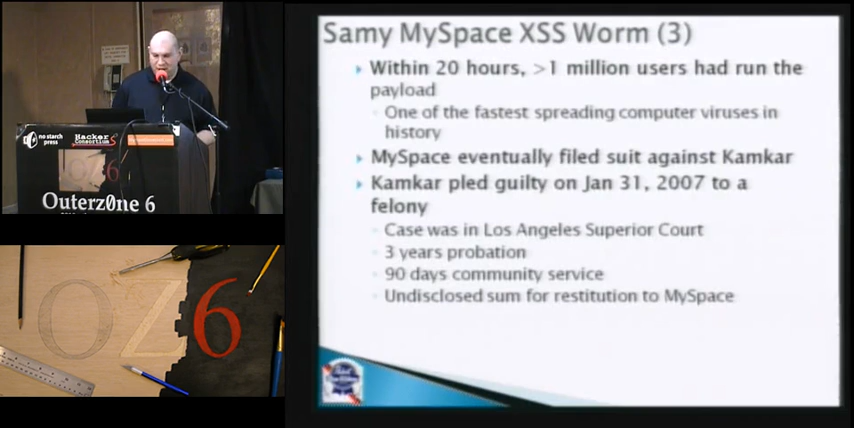 Samy MySpace XSS Worm (3)
Within 20 hours, >1 million users had run the
payload
One of the fastest spreading computer viruses in
history
MySpace eventually filed suit against Kamkar
Kamkar pled guilty on Jan 31, 2007 to a
felony
Case was in Los Angeles Superior Court
3 years probation
90 days community service
Undisclosed sum for restitution to MySpace
no starch
press
Hacker
Consortium
OZ6
Outerz0ne 6
OZ6